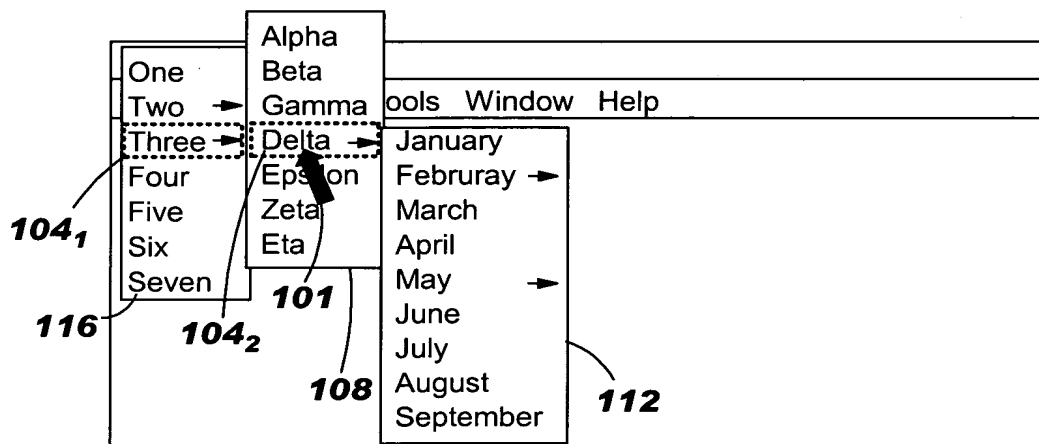 Alpha
Beta
Gamma
Delta
Epsilon
Zeta
Eta
One
Two
Three
Four
Five
Six
Seven
ools Window Help
January
Februray
March
April
May
June
July
August
September
104₁
116
104₂
101
108
112